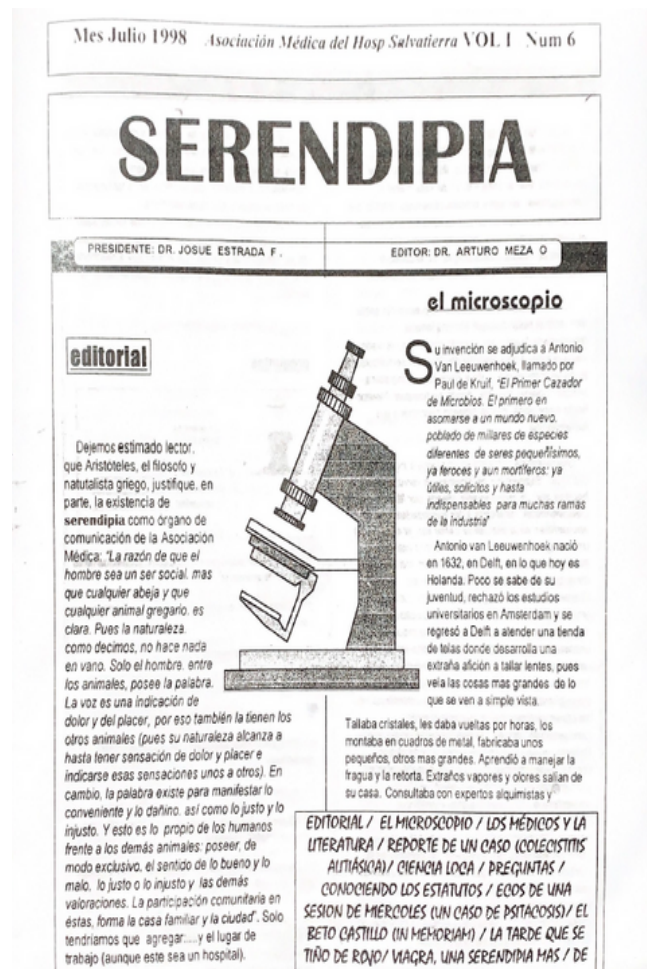 Mes Julio 1998 Asociación Médica del Hosp Salvatierra VOL I Num 6
SERENDIPIA
PRESIDENTE: DR. JOSUE ESTRADA F.
EDITOR: DR. ARTURO MEZA O
editorial
Dejemos estimado lector,
que Aristoteles, el filosofo y
natutalista griego, justifique, en
parte, la existencia de
serendipia como órgano de
comunicación de la Asociación
Médica; "La razón de que el
hombre sea un ser social, mas
que cualquier abeja y que
cualquier animal gregario, es
clara. Pues la naturaleza,
como decimos, no hace nada
en vano. Solo el hombre, entre
los animales, posee la palabra.
La voz es una indicación de
dolor y del placer, por eso también la tienen los
otros animales (pues su naturaleza alcanza a
hasta tener sensación de dolor y placer e
indicarse esas sensaciones unos a otros). En
cambio, la palabra existe para manifestar lo
conveniente y lo dañino, así como lo justo y lo
injusto. Y esto es lo propio de los humanos
frente a los demás animales: poseer, de
modo exclusivo, el sentido de lo bueno y lo
malo, lo justo o lo injusto y las demás
valoraciones. La participación comunitaria en
éstas, forma la casa familiar y la ciudad". Solo
tendríamos que agregar....y el lugar de
trabajo (aunque este sea un hospital).
el microscopio
Su invención se adjudica a Antonio
Van Leeuwenhoek, llamado por
Paul de Kruif, "El Primer Cazador
de Microbios. El primero en
asomarse a un mundo nuevo,
poblado de millares de especies
diferentes de seres pequeñísimos,
ya feroces y aun mortíferos: ya
útiles, solícitos y hasta
indispensables para muchas ramas
de la industria"
Antonio van Leeuwenhoek nació
en 1632, en Delft, en lo que hoy es
Holanda. Poco se sabe de su
juventud, rechazó los estudios
universitarios en Amsterdam y se
regresó a Delft a atender una tienda
de telas donde desarrolla una
extraña afición a tallar lentes, pues
veía las cosas mas grandes de lo
que se ven a simple vista.
Tallaba cristales, les daba vueltas por horas, los
montaba en cuadros de metal, fabricaba unos
pequeños, otros mas grandes. Aprendió a manejar la
fragua y la retorta. Extraños vapores y olores salian de
su casa. Consultaba con expertos alquimistas y
EDITORIAL / EL MICROSCOPIO / LOS MÉDICOS Y LA
LITERATURA / REPORTE DE UN CASO (COLECISTITIS
ALITIÁSICA) / CIENCIA LOCA / PREGUNTAS /
CONOCIENDO LOS ESTATUTOS / ECOS DE UNA
SESION DE MIERCOLES (UN CASO DE PSITACOSIS)/ EL
BETO CASTILLO (IN MEMORIAM) / LA TARDE QUE SE
TIÑO DE ROJO/ VIAGRA, UNA SERENDIPIA MAS / DE